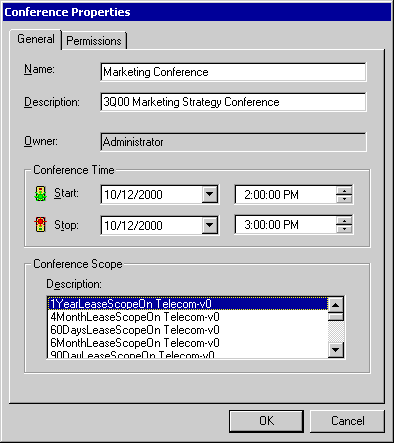 Conference Properties
General Permissions
Name: Marketing Conference
Description: 3Q00 Marketing Strategy Conference
Owner: Administrator
Conference Time
Start: 10/12/2000 2:00:00 PM
Stop: 10/12/2000 3:00:00 PM
Conference Scope
Description:
1YearLeaseScopeOn Telecom-v0
4MonthLeaseScopeOn Telecom-v0
60DaysLeaseScopeOn Telecom-v0
6MonthLeaseScopeOn Telecom-v0
90DayLeaseScopeOn Telecom-v0
OK Cancel